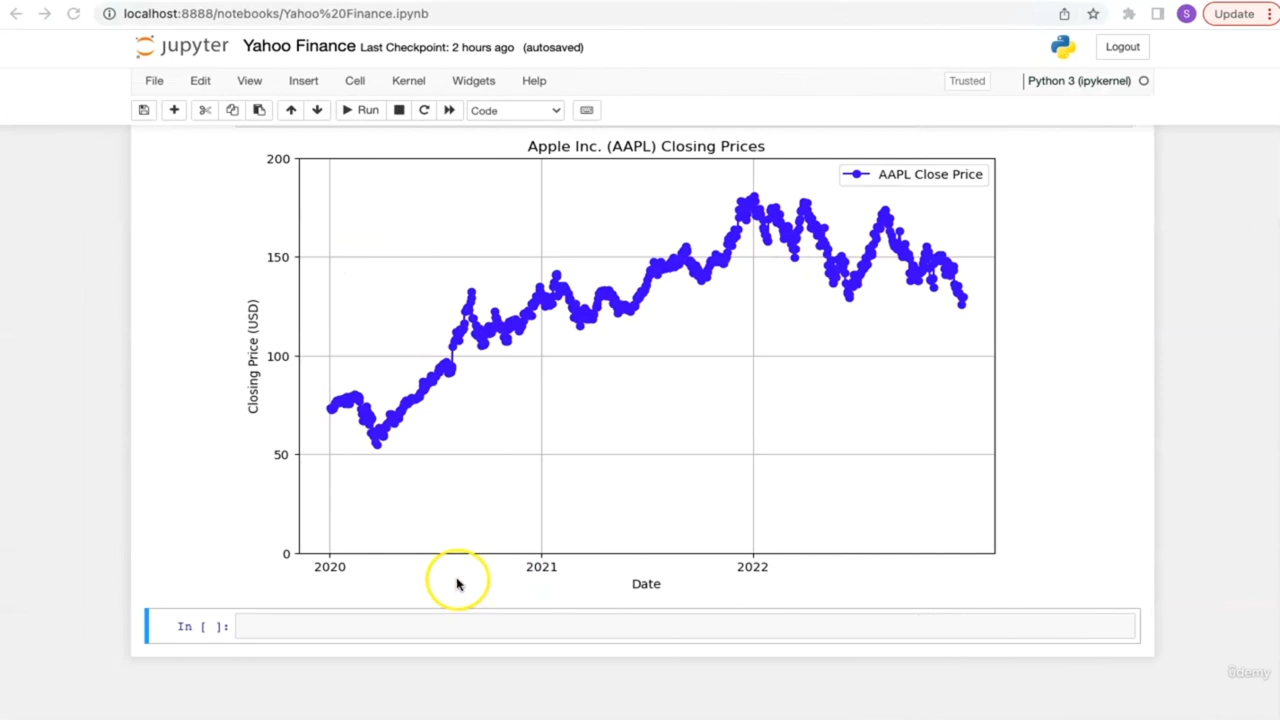 localhost:8888/notebooks/Yahoo%20Finance.ipynb
S
Update
jupyter Yahoo Finance Last Checkpoint: 2 hours ago (autosaved)
Logout
File Edit View Insert Cell Kernel Widgets Help
Trusted Python 3 (ipykernel)
Run Code
Apple Inc. (AAPL) Closing Prices
AAPL Close Price
200
150
100
50
0
Closing Price (USD)
2020 2021 2022
Date
In [ ]:
ûdemy